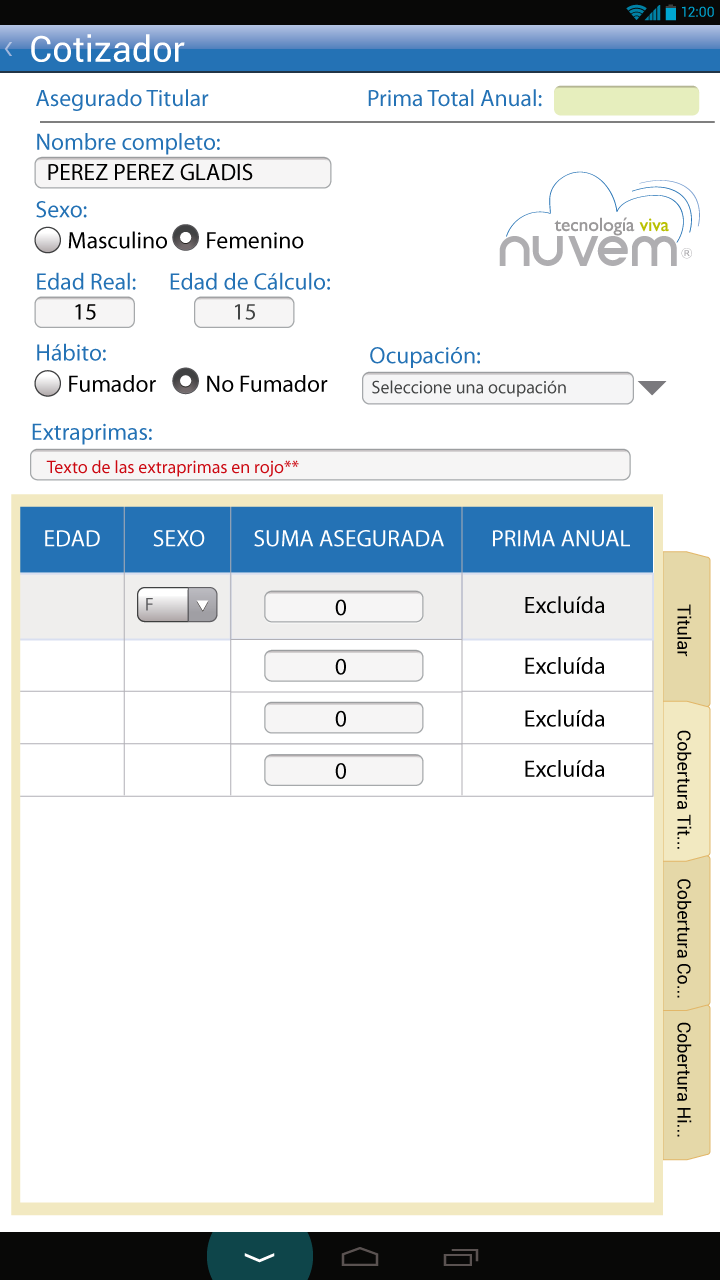 12:00
Cotizador
Asegurado Titular
Prima Total Anual:
Nombre completo:
PEREZ PEREZ GLADIS
Sexo:
Masculino Femenino
tecnología viva
nuvem®
Edad Real: Edad de Cálculo:
15 15
Hábito:
Fumador No Fumador
Ocupación:
Seleccione una ocupación
Extraprimas:
Texto de las extraprimas en rojo**
EDAD SEXO SUMA ASEGURADA PRIMA ANUAL
F 0 Excluída
0 Excluída
0 Excluída
0 Excluída
Titular
Cobertura Tit...
Cobertura Co...
Cobertura Hi...